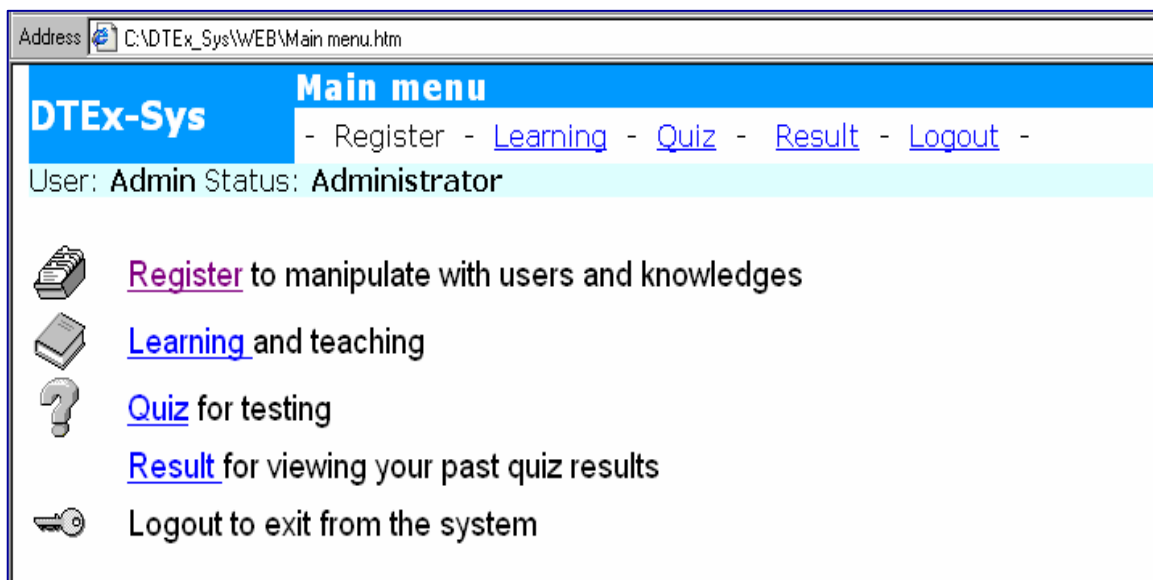 Address C:\DTEx_Sys\WEB\Main menu.htm
DTEx-Sys
Main menu
- Register - Learning - Quiz - Result - Logout -
User: Admin Status: Administrator
Register to manipulate with users and knowledges
Learning and teaching
Quiz for testing
Result for viewing your past quiz results
Logout to exit from the system